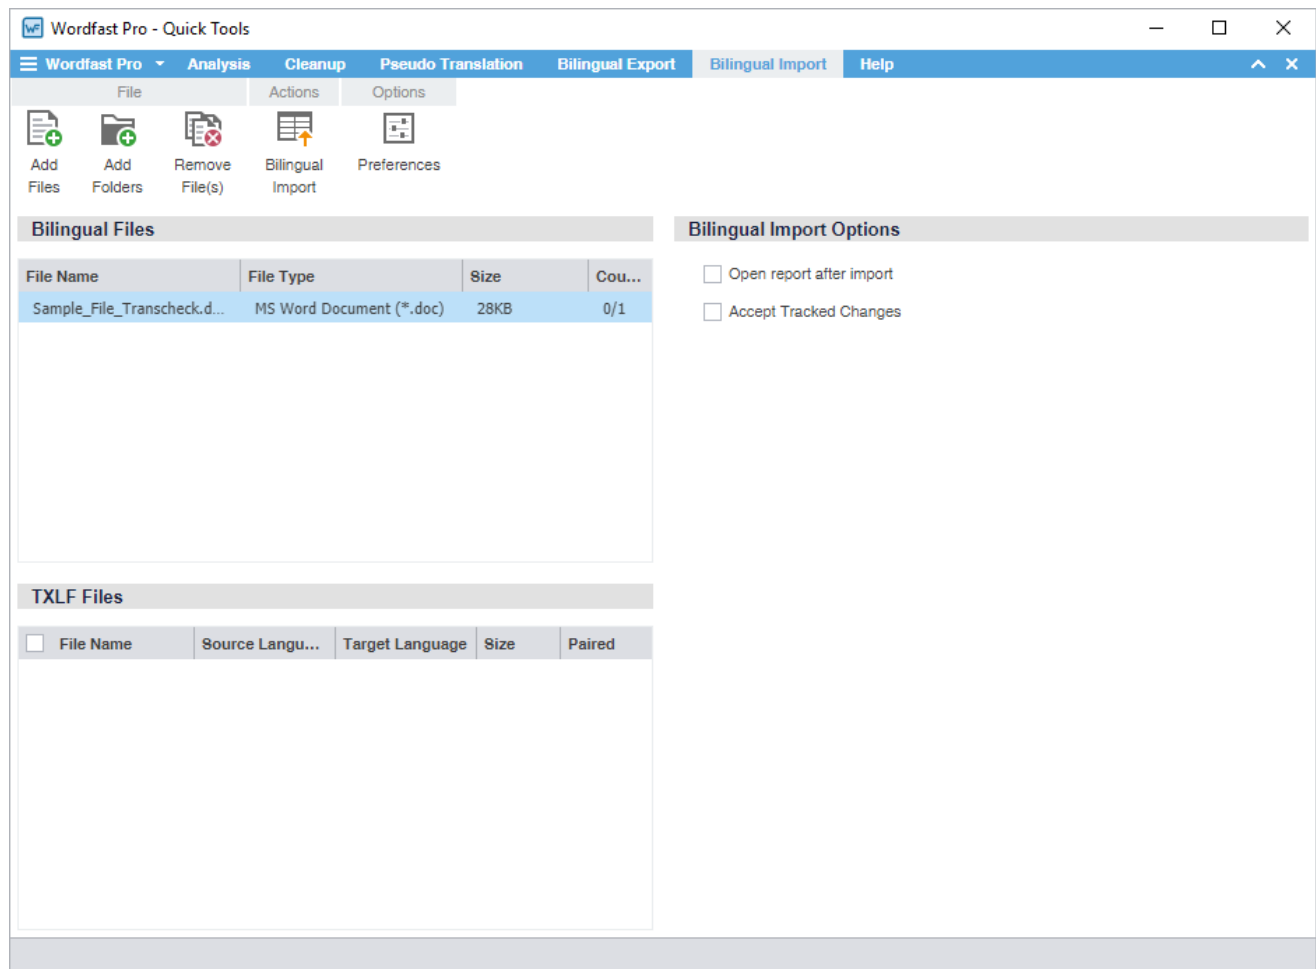 Wordfast Pro - Quick Tools
Wordfast Pro Analysis Cleanup Pseudo Translation Bilingual Export Bilingual Import Help
File Actions Options
Add Files
Add Folders
Remove File(s)
Bilingual Import
Preferences
Bilingual Files
File Name File Type Size Cou...
Sample_File_Transcheck.d... MS Word Document (*.doc) 28KB 0/1
Bilingual Import Options
Open report after import
Accept Tracked Changes
TXLF Files
File Name Source Langu... Target Language Size Paired